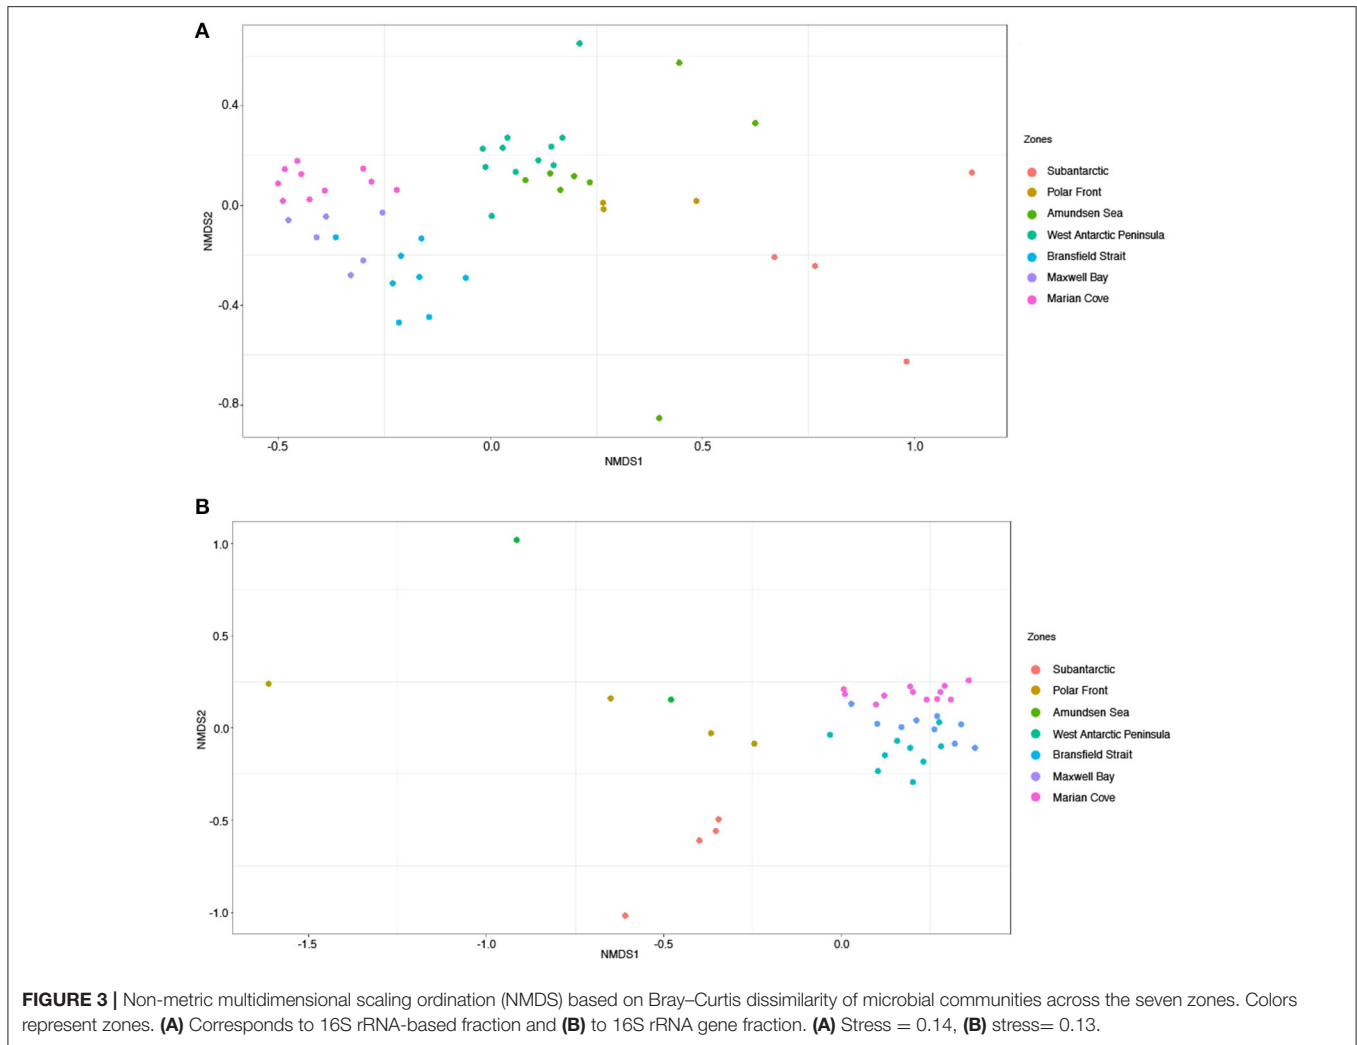 A
0.4
0.0
-0.4
-0.8
NMDS2
-0.5 0.0 0.5 1.0
NMDS1
Zones
Subantarctic
Polar Front
Amundsen Sea
West Antarctic Peninsula
Bransfield Strait
Maxwell Bay
Marian Cove
B
1.0
0.5
0.0
-0.5
-1.0
NMDS2
-1.5 -1.0 -0.5 0.0
NMDS1
Zones
Subantarctic
Polar Front
Amundsen Sea
West Antarctic Peninsula
Bransfield Strait
Maxwell Bay
Marian Cove
FIGURE 3 | Non-metric multidimensional scaling ordination (NMDS) based on Bray–Curtis dissimilarity of microbial communities across the seven zones. Colors
represent zones. (A) Corresponds to 16S rRNA-based fraction and (B) to 16S rRNA gene fraction. (A) Stress = 0.14, (B) stress= 0.13.